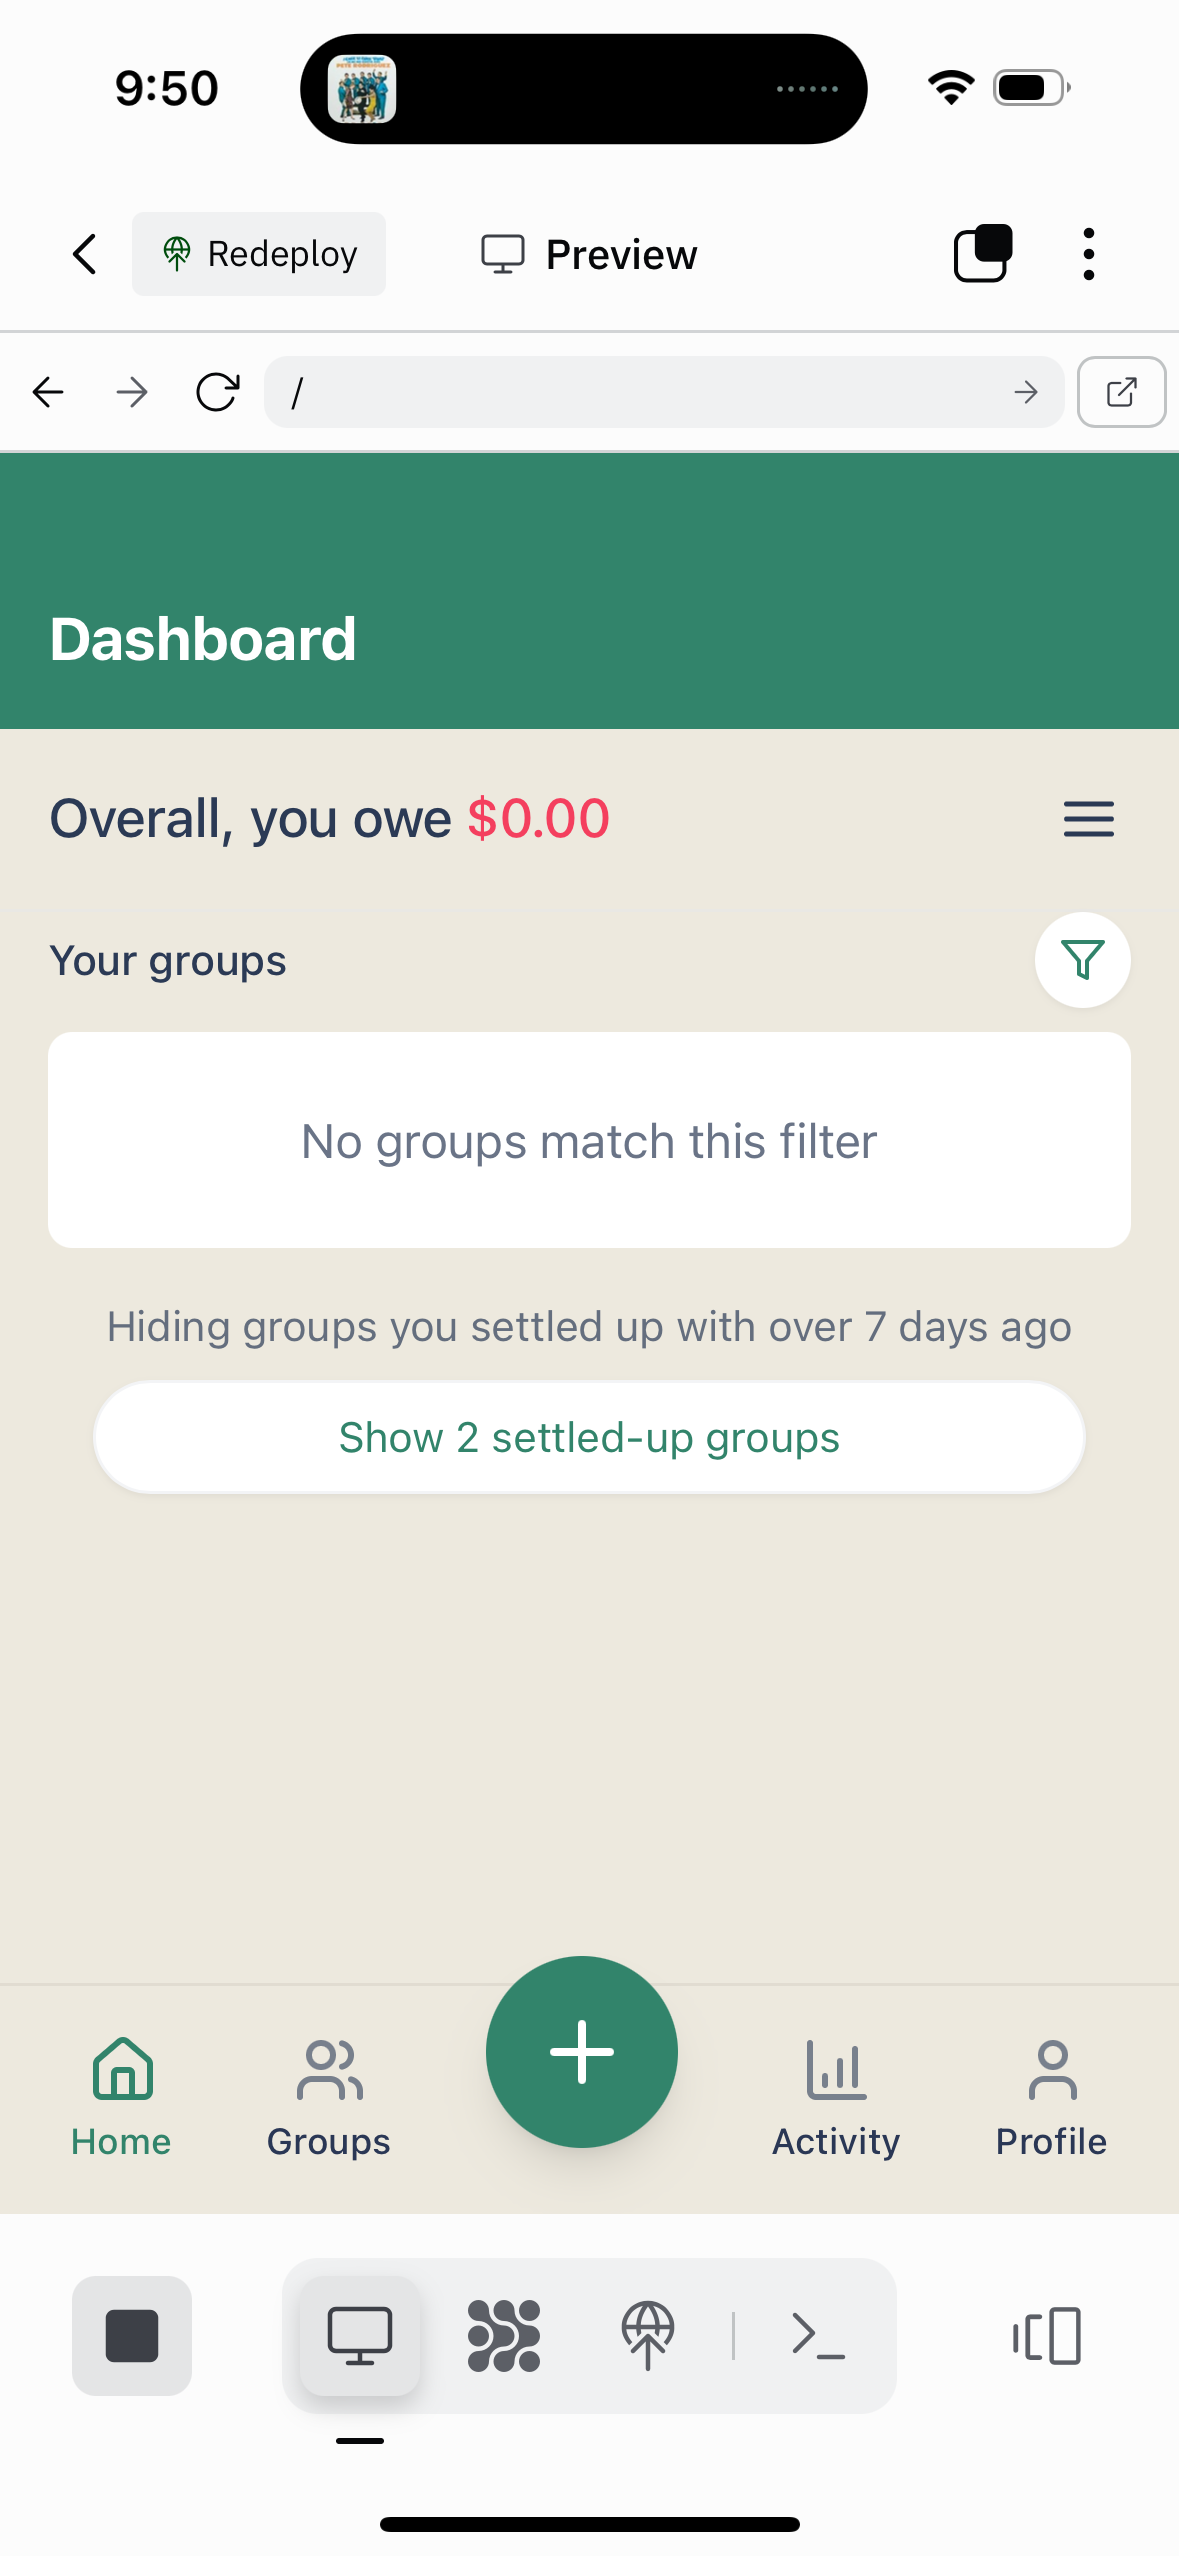 9:50
Redeploy
Preview
/
Dashboard
Overall, you owe $0.00
Your groups
No groups match this filter
Hiding groups you settled up with over 7 days ago
Show 2 settled-up groups
Home
Groups
Activity
Profile